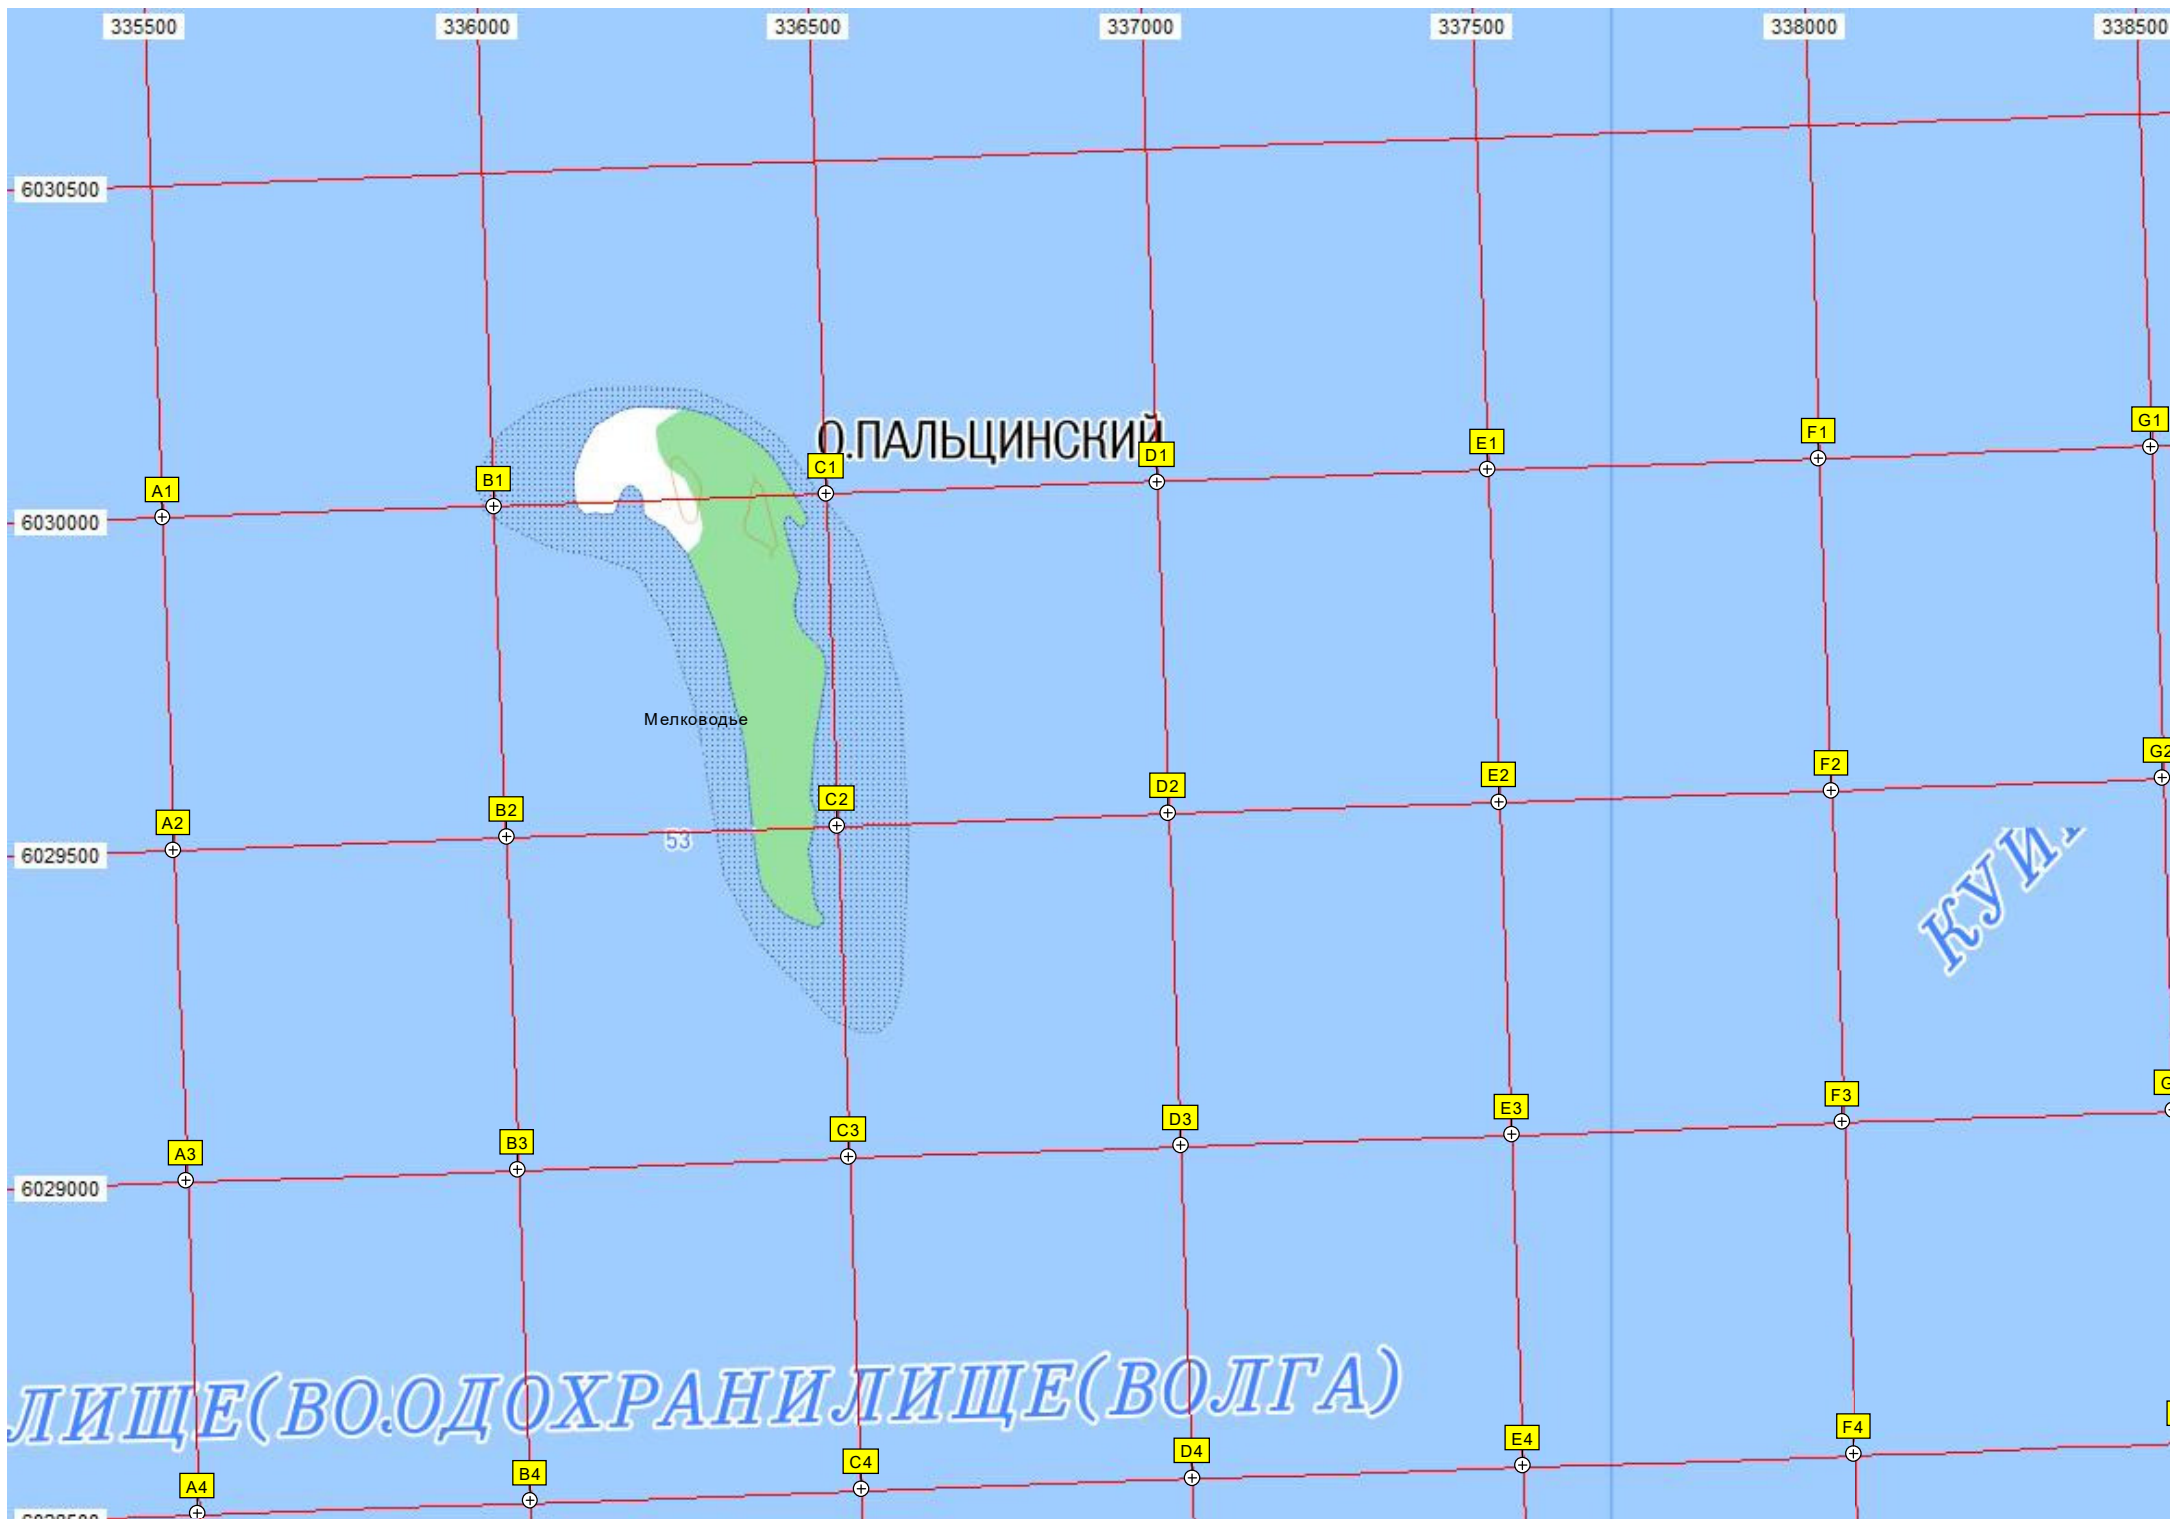 335500 336000 336500 337000 337500 338000 338500
6030500
О.ПАЛЬЦИНСКИЙ
A1 B1 C1 D1 E1 F1 G1
6030000
Мелководье
A2 B2 C2 D2 E2 F2 G2
53
6029500
КУЙ
A3 B3 C3 D3 E3 F3 G
6029000
ЛИЩЕ(ВО.ОДОХРАНИЛИЩЕ(ВОЛГА)
A4 B4 C4 D4 E4 F4